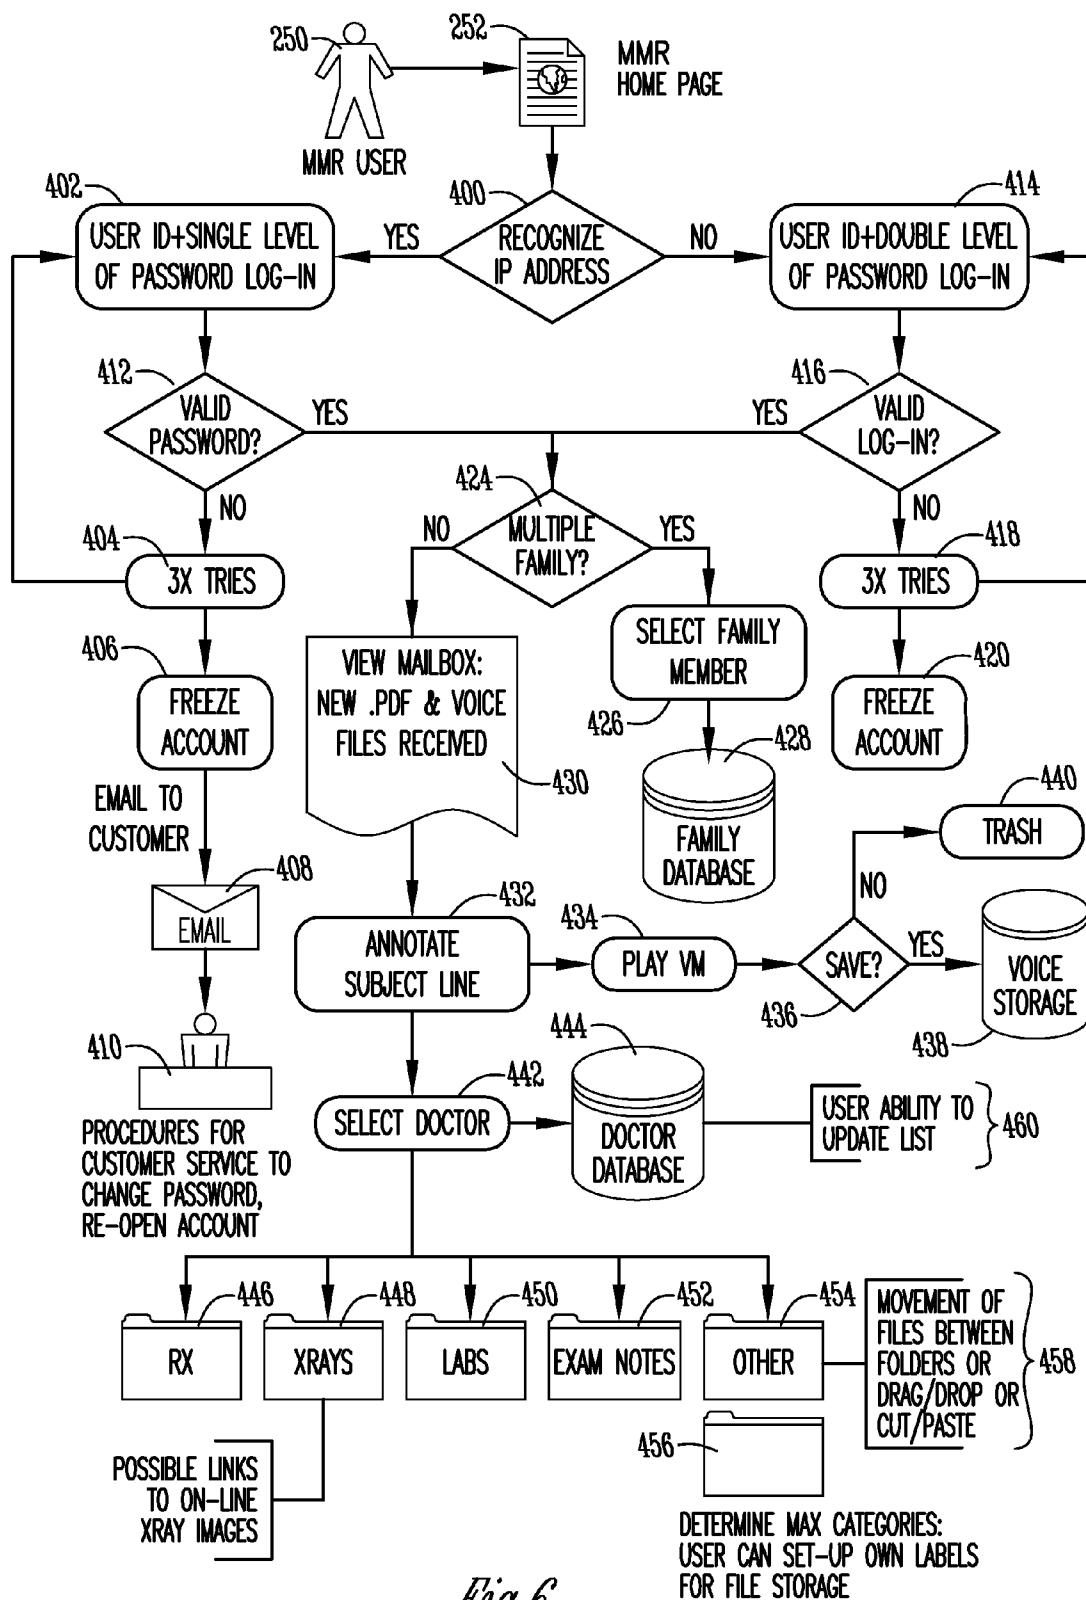 250
252
MMR
HOME PAGE
MMR USER
402
400
414
USER ID+SINGLE LEVEL
OF PASSWORD LOG-IN
YES
RECOGNIZE
IP ADDRESS
NO
USER ID+DOUBLE LEVEL
OF PASSWORD LOG-IN
412
VALID
PASSWORD?
YES
416
YES
VALID
LOG-IN?
NO
424
NO
MULTIPLE
FAMILY?
YES
NO
404
3X TRIES
418
3X TRIES
406
FREEZE
ACCOUNT
VIEW MAILBOX:
NEW .PDF & VOICE
FILES RECEIVED
430
SELECT FAMILY
MEMBER
426
420
FREEZE
ACCOUNT
428
FAMILY
DATABASE
EMAIL TO
CUSTOMER
440
TRASH
408
EMAIL
432
ANNOTATE
SUBJECT LINE
434
PLAY VM
NO
SAVE?
YES
436
VOICE
STORAGE
438
410
PROCEDURES FOR
CUSTOMER SERVICE TO
CHANGE PASSWORD,
RE-OPEN ACCOUNT
442
SELECT DOCTOR
444
DOCTOR
DATABASE
USER ABILITY TO
UPDATE LIST
460
446
RX
448
XRAYS
450
LABS
452
EXAM NOTES
454
OTHER
MOVEMENT OF
FILES BETWEEN
FOLDERS OR
DRAG/DROP OR
CUT/PASTE
458
456
POSSIBLE LINKS
TO ON-LINE
XRAY IMAGES
DETERMINE MAX CATEGORIES:
USER CAN SET-UP OWN LABELS
FOR FILE STORAGE
Fig.6